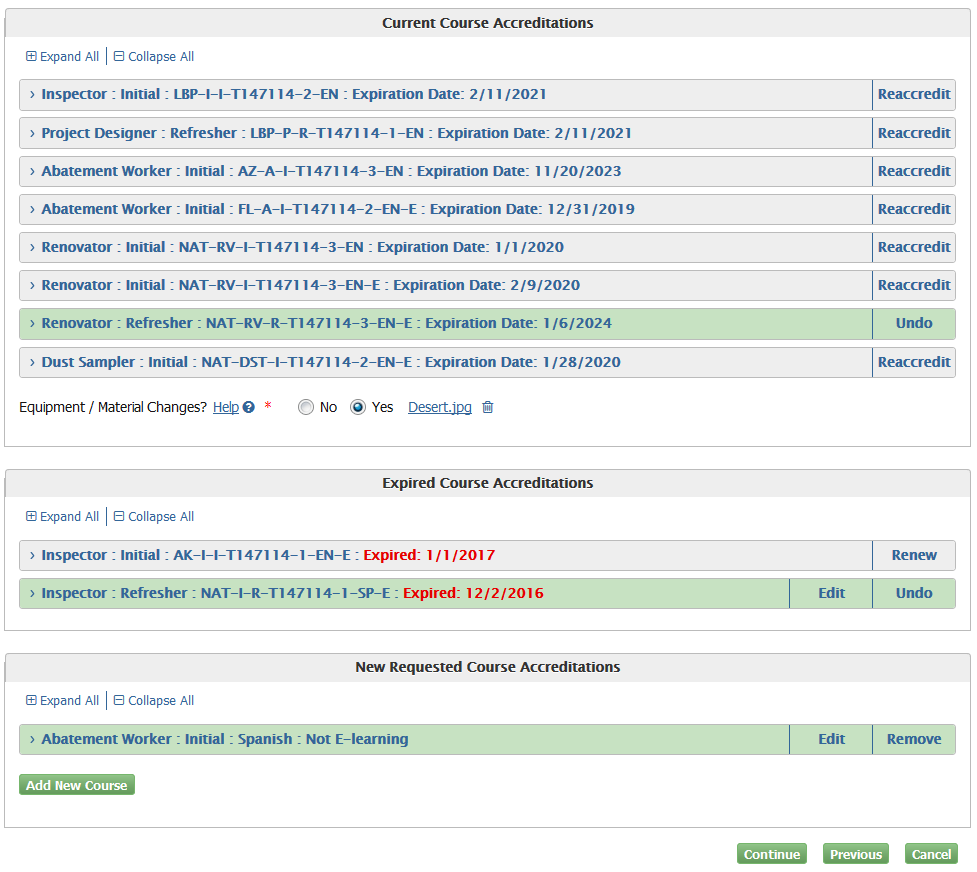 Current Course Accreditations
Expand All Collapse All
› Inspector : Initial : LBP-I-I-T147114-2-EN : Expiration Date: 2/11/2021 Reaccredit
› Project Designer : Refresher : LBP-P-R-T147114-1-EN : Expiration Date: 2/11/2021 Reaccredit
› Abatement Worker : Initial : AZ-A-I-T147114-3-EN : Expiration Date: 11/20/2023 Reaccredit
› Abatement Worker : Initial : FL-A-I-T147114-2-EN-E : Expiration Date: 12/31/2019 Reaccredit
› Renovator : Initial : NAT-RV-I-T147114-3-EN : Expiration Date: 1/1/2020 Reaccredit
› Renovator : Initial : NAT-RV-I-T147114-3-EN-E : Expiration Date: 2/9/2020 Reaccredit
› Renovator : Refresher : NAT-RV-R-T147114-3-EN-E : Expiration Date: 1/6/2024 Undo
› Dust Sampler : Initial : NAT-DST-I-T147114-2-EN-E : Expiration Date: 1/28/2020 Reaccredit
Equipment / Material Changes? Help ? * No Yes Desert.jpg
Expired Course Accreditations
Expand All Collapse All
› Inspector : Initial : AK-I-I-T147114-1-EN-E : Expired: 1/1/2017 Renew
› Inspector : Refresher : NAT-I-R-T147114-1-SP-E : Expired: 12/2/2016 Edit Undo
New Requested Course Accreditations
Expand All Collapse All
› Abatement Worker : Initial : Spanish : Not E-learning Edit Remove
Add New Course
Continue Previous Cancel